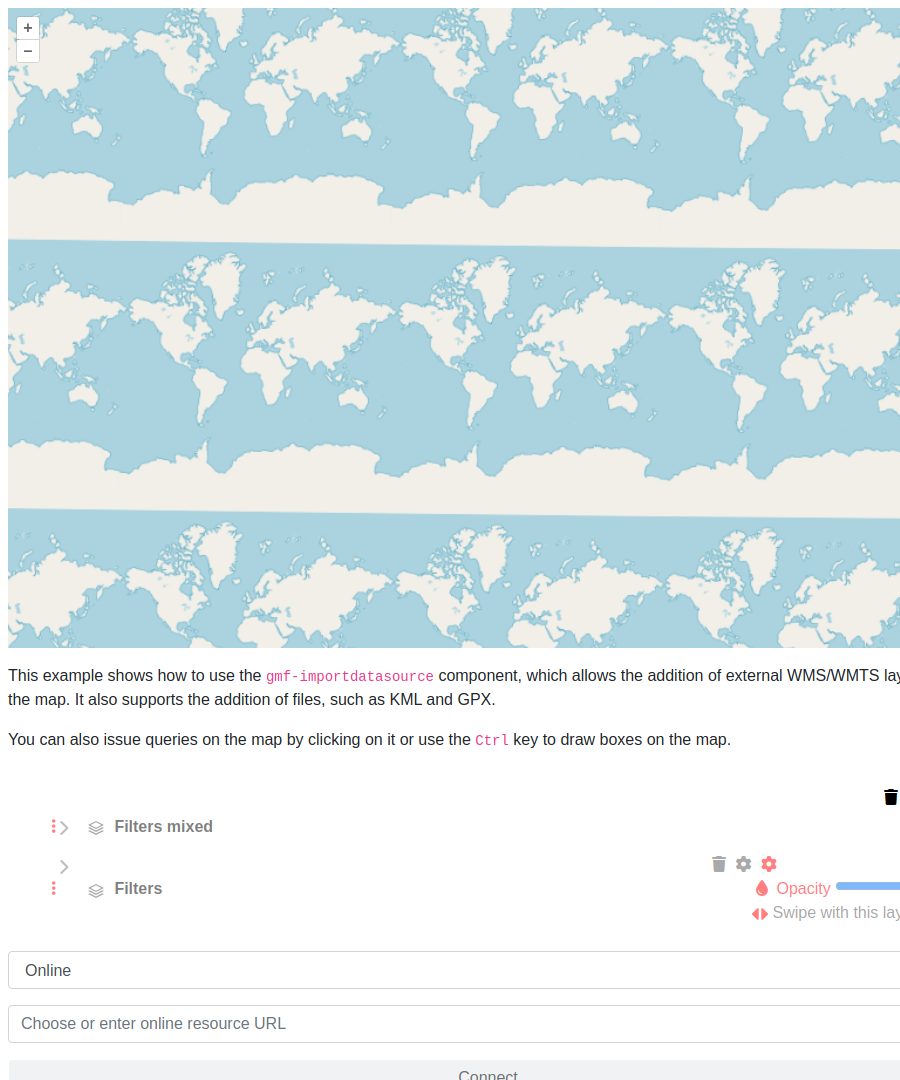 +
−
This example shows how to use the gmf-importdatasource component, which allows the addition of external WMS/WMTS lay
the map. It also supports the addition of files, such as KML and GPX.
You can also issue queries on the map by clicking on it or use the Ctrl key to draw boxes on the map.
Filters mixed
Filters
Opacity
Swipe with this lay
Online
Choose or enter online resource URL
Connect